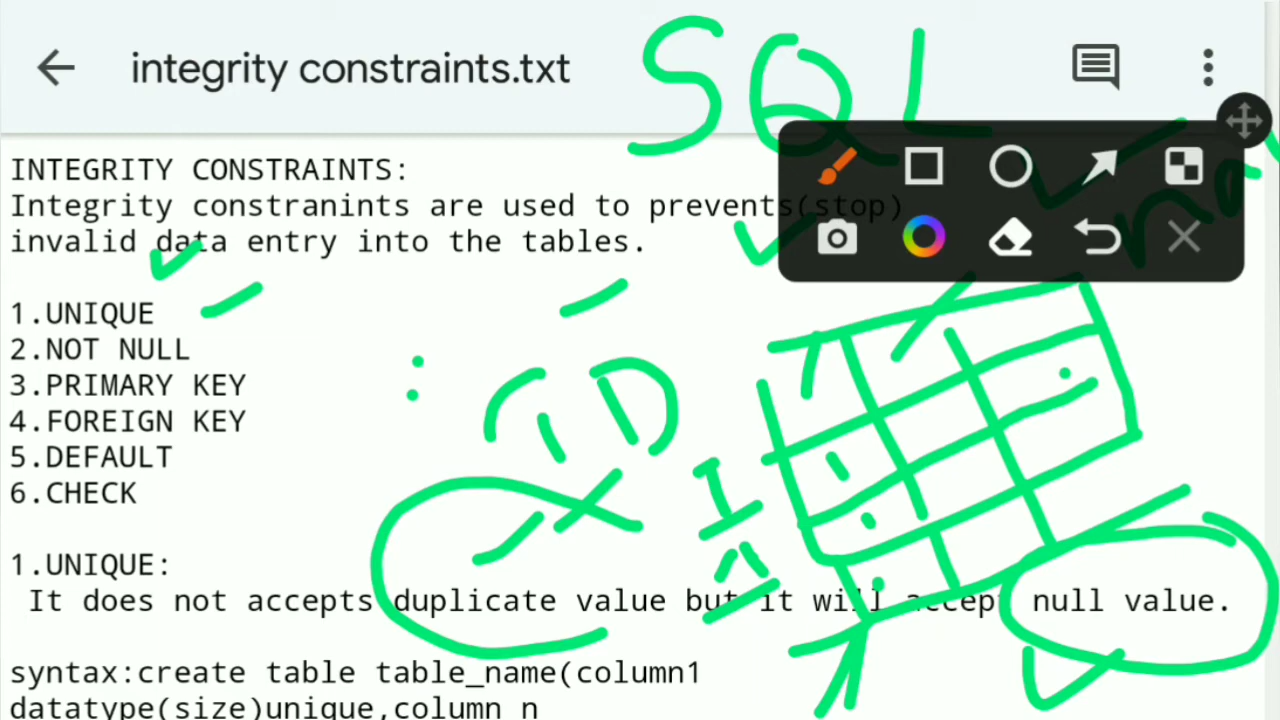 integrity constraints.txt
SQL
INTEGRITY CONSTRAINTS:
Integrity constranints are used to prevents(stop)
invalid data entry into the tables.
1.UNIQUE
2.NOT NULL
3.PRIMARY KEY
4.FOREIGN KEY
5.DEFAULT
6.CHECK
ID
1.UNIQUE:
It does not accepts duplicate value but it will accept null value.
syntax:create table table_name(column1
datatype(size)unique,column n